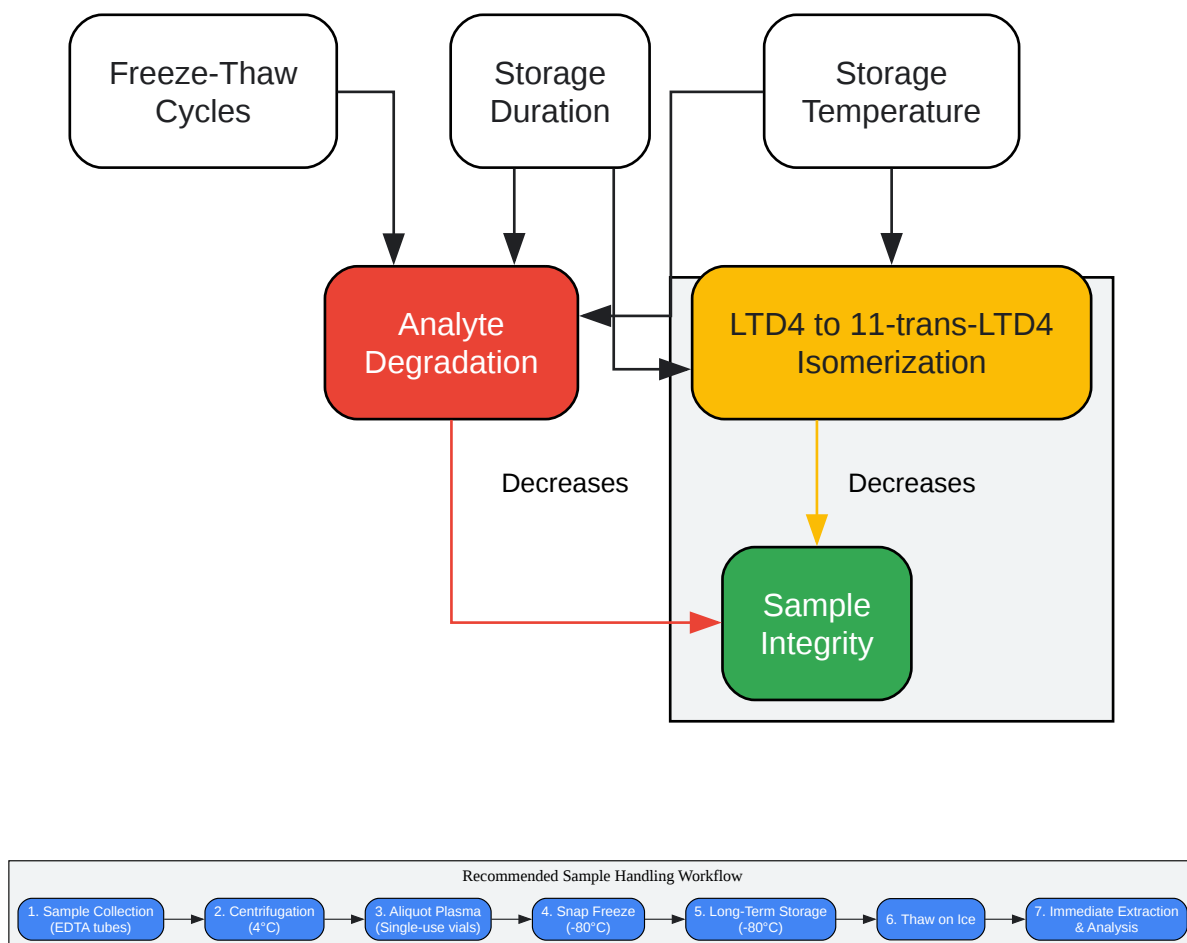 Freeze-Thaw
Cycles
Storage
Duration
Storage
Temperature
Analyte
Degradation
LTD4 to 11-trans-LTD4
Isomerization
Decreases
Decreases
Sample
Integrity
Recommended Sample Handling Workflow
1. Sample Collection
(EDTA tubes)
2. Centrifugation
(4°C)
3. Aliquot Plasma
(Single-use vials)
4. Snap Freeze
(-80°C)
5. Long-Term Storage
(-80°C)
6. Thaw on Ice
7. Immediate Extraction
& Analysis